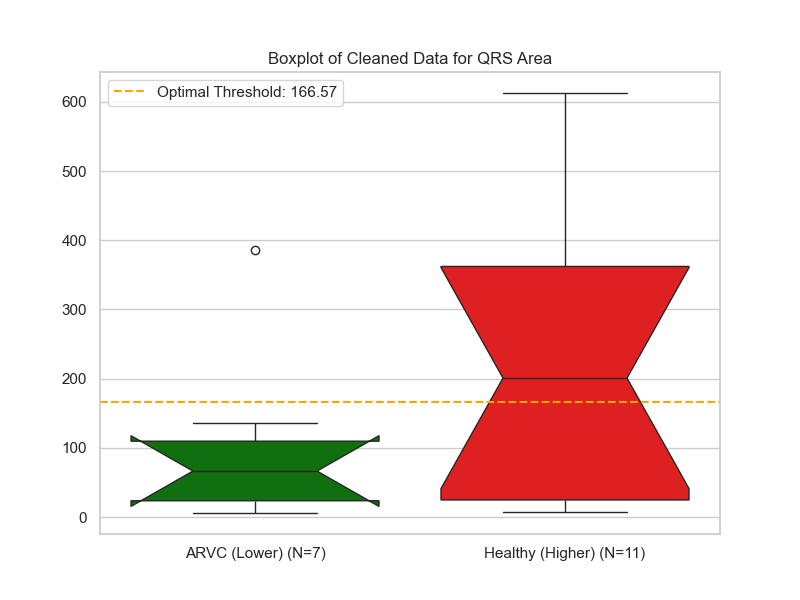 Boxplot of Cleaned Data for QRS Area
Optimal Threshold: 166.57
600
500
400
300
200
100
0
ARVC (Lower) (N=7)
Healthy (Higher) (N=11)